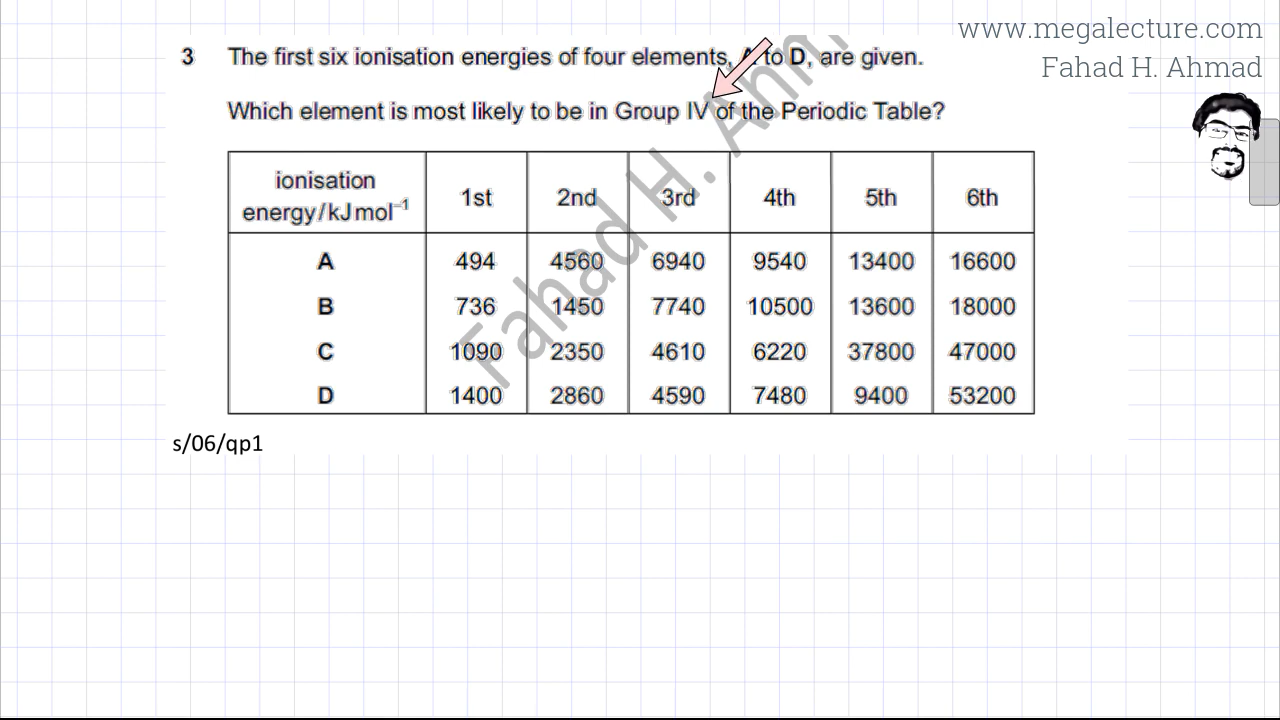 www.megalecture.com
Fahad H. Ahmad
3 The first six ionisation energies of four elements, A to D, are given.
Which element is most likely to be in Group IV of the Periodic Table?
ionisation energy/kJ mol⁻¹ 1st 2nd 3rd 4th 5th 6th
A 494 4560 6940 9540 13400 16600
B 736 1450 7740 10500 13600 18000
C 1090 2350 4610 6220 37800 47000
D 1400 2860 4590 7480 9400 53200
s/06/qp1
Fahad H. Ahm